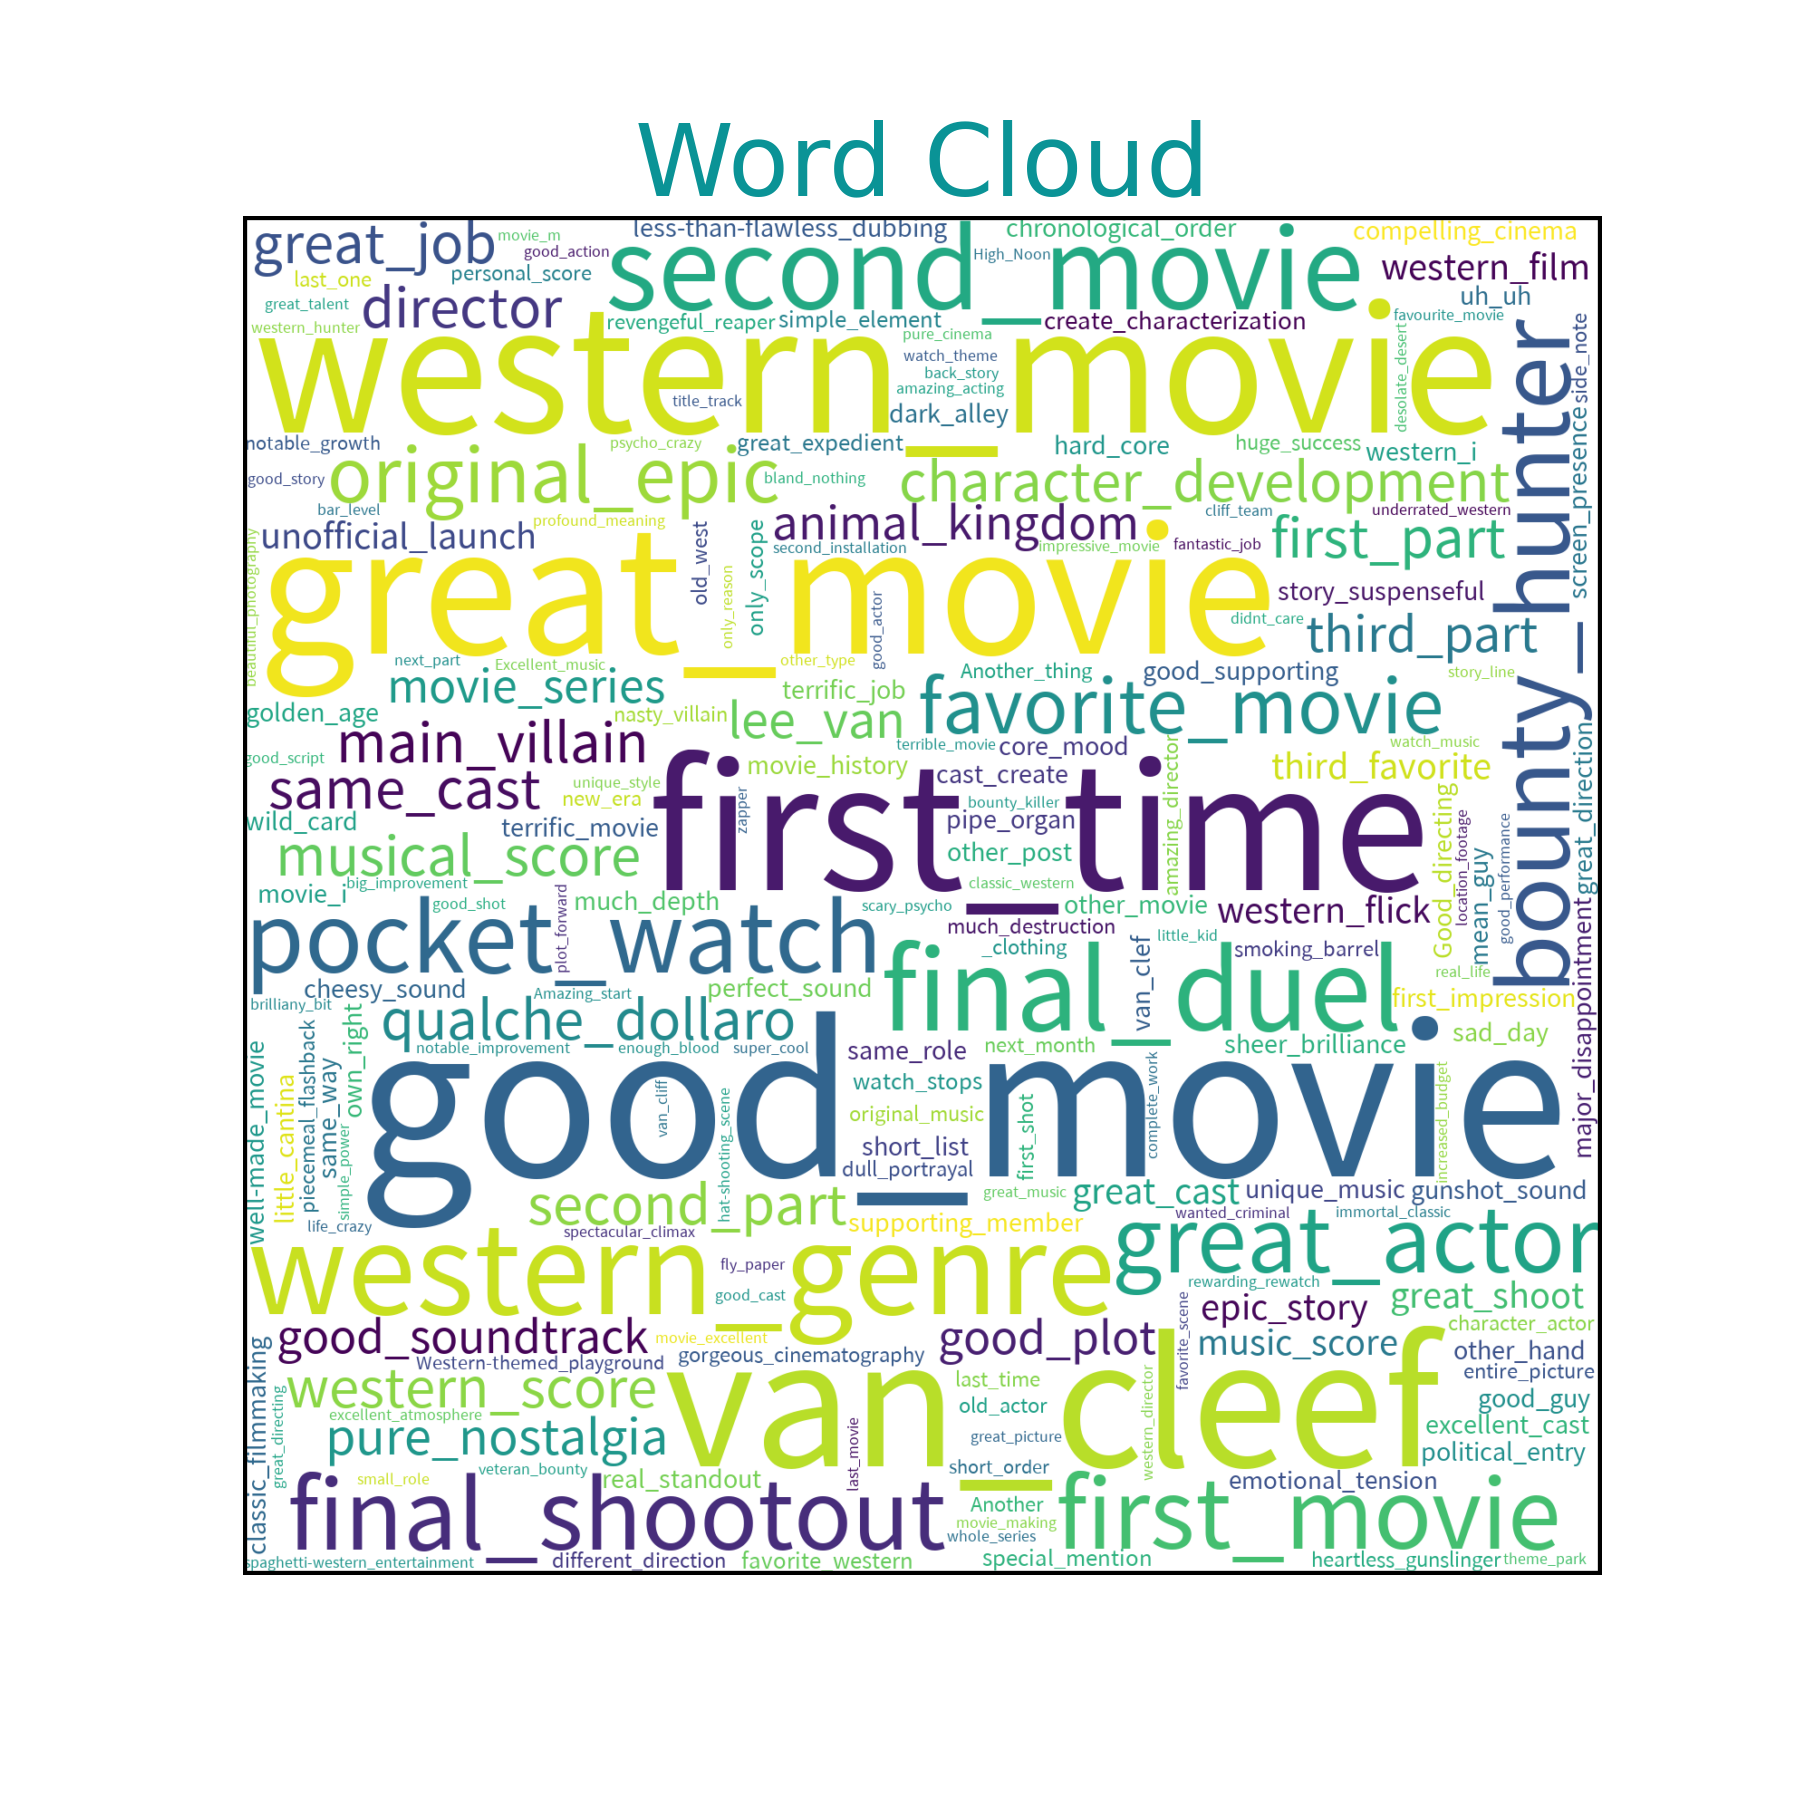 Word Cloud
great_job
movie_m
good_action
less-than-flawless_dubbing
second_movie
High_Noon
chronological_order
compelling_cinema
western_film
last_one
personal_score
great_talent
director
uh_uh
western_hunter
revengeful_reaper
simple_element
create_characterization
favourite_movie
pure_cinema
western_movie
watch_theme
back_story
amazing_acting
title_track
dark_alley
desolate_desert
bounty_hunter
side_note
screen_presence
notable_growth
psycho_crazy
great_expedient
hard_core
huge_success
western_i
good_story
original_epic
bland_nothing
character_development
bar_level
profound_meaning
animal_kingdom
cliff_team
underrated_western
unofficial_launch
old_west
only_scope
second_installation
impressive_movie
fantastic_job
first_part
beautiful_photography
great_movie
only_reason
good_actor
story_suspenseful
didnt_care
third_part
next_part
Excellent_music
other_type
Another_thing
good_supporting
story_line
movie_series
terrific_job
favorite_movie
golden_age
nasty_villain
lee_van
main_villain
terrible_movie
core_mood
amazing_director
watch_music
great_direction
good_script
movie_history
cast_create
third_favorite
same_cast
unique_style
new_era
zapper
first_time
bounty_killer
wild_card
terrific_movie
pipe_organ
Good_directing
location_footage
mean_guy
good_performance
musical_score
other_post
movie_i
big_improvement
classic_western
good_shot
plot_forward
much_depth
scary_psycho
other_movie
western_flick
major_disappointment
pocket_watch
much_destruction
_clothing
van_clef
little_kid
smoking_barrel
final_duel
real_life
cheesy_sound
Amazing_start
perfect_sound
first_impression
brilliany_bit
qualche_dollaro
sad_day
well-made_movie
little_cantina
piecemeal_flashback
same_way
own_right
simple_power
notable_improvement
enough_blood
super_cool
same_role
next_month
sheer_brilliance
good_movie
van_cliff
hat-shooting_scene
watch_stops
original_music
first_shot
complete_work
increased_budget
short_list
dull_portrayal
second_part
great_music
great_cast
unique_music
gunshot_sound
life_crazy
spectacular_climax
supporting_member
wanted_criminal
immortal_classic
western_genre
fly_paper
good_cast
great_actor
rewarding_rewatch
favorite_scene
epic_story
great_shoot
good_soundtrack
movie_excellent
good_plot
music_score
character_actor
classic_filmmaking
Western-themed_playground
gorgeous_cinematography
other_hand
entire_picture
great_directing
western_score
van_cleef
last_time
western_director
good_guy
excellent_atmosphere
old_actor
excellent_cast
pure_nostalgia
last_movie
great_picture
political_entry
small_role
veteran_bounty
real_standout
short_order
emotional_tension
final_shootout
Another
movie_making
whole_series
first_movie
spaghetti-western_entertainment
different_direction
favorite_western
special_mention
heartless_gunslinger
theme_park